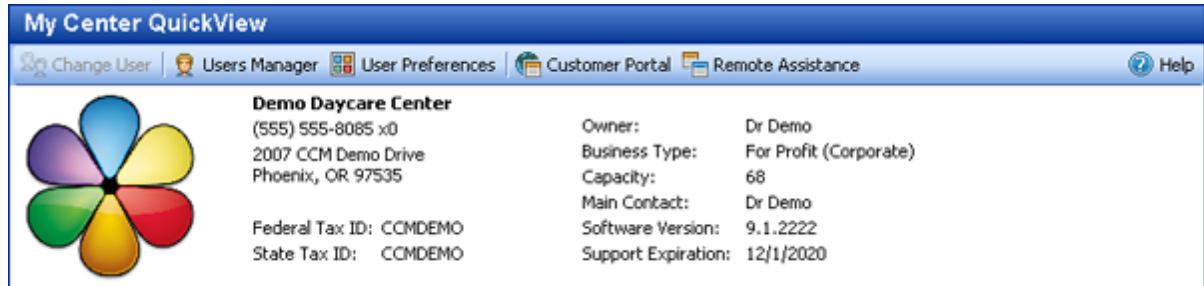 My Center QuickView
Change User Users Manager User Preferences Customer Portal Remote Assistance Help
Demo Daycare Center
(555) 555-8085 x0
2007 CCM Demo Drive
Phoenix, OR 97535
Federal Tax ID: CCMDEMO
State Tax ID: CCMDEMO
Owner: Dr Demo
Business Type: For Profit (Corporate)
Capacity: 68
Main Contact: Dr Demo
Software Version: 9.1.2222
Support Expiration: 12/1/2020